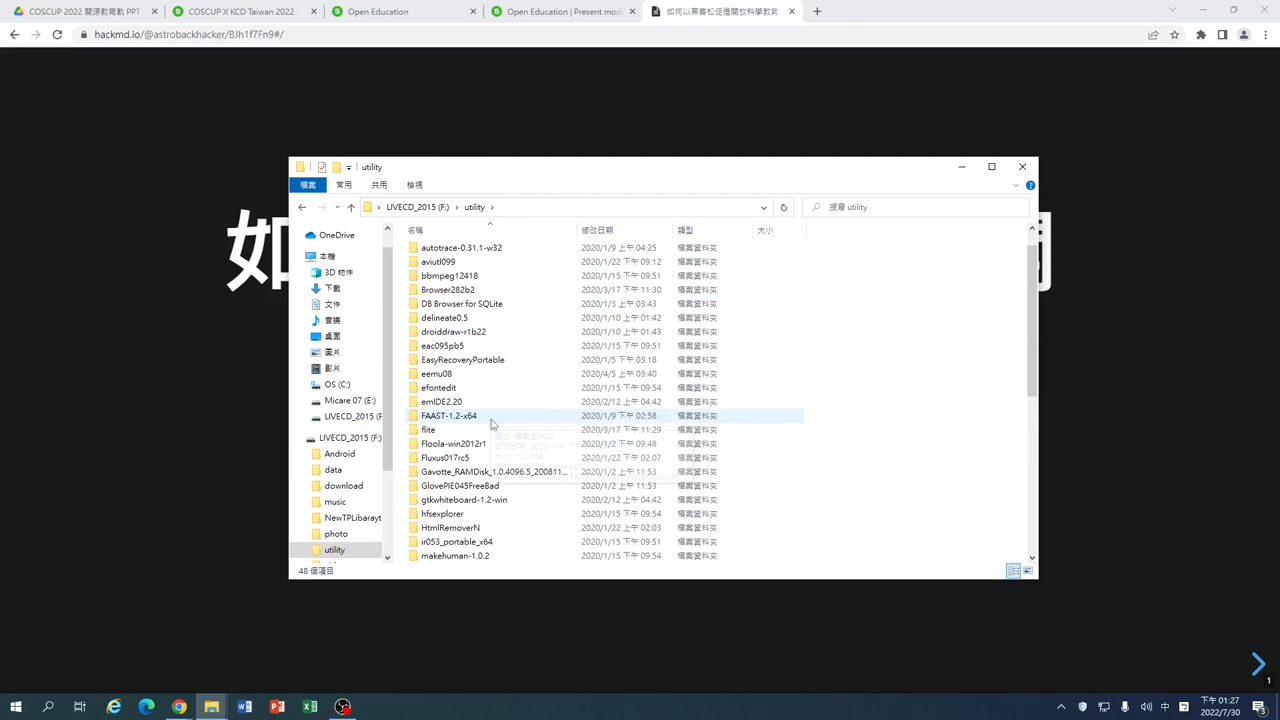 COSCUP 2022 開源教育軌 PPT
COSCUP X KCD Taiwan 2022
Open Education
Open Education | Present mod
如何以黑客松促進開放科學教育
hackmd.io/@astrobackhacker/BJh1f7Fn9#/
如
utility
檔案 常用 共用 檢視
LIVECD_2015 (F:) utility
搜尋 utility
名稱 修改日期 類型 大小
OneDrive
本機
3D 物件
下載
文件
音樂
桌面
圖片
影片
OS (C:)
Micare 07 (E:)
LIVECD_2015 (F
LIVECD_2015 (F:)
Android
data
download
music
NewTPLibarayt
photo
utility
autotrace-0.31.1-w32 2020/1/9 上午 04:25 檔案資料夾
aviutl099 2020/1/22 下午 09:12 檔案資料夾
bbmpeg12418 2020/1/15 下午 09:51 檔案資料夾
Browser282b2 2020/3/17 下午 11:30 檔案資料夾
DB Browser for SQLite 2020/1/3 上午 03:43 檔案資料夾
delineate0.5 2020/1/10 上午 01:42 檔案資料夾
droiddraw-r1b22 2020/1/10 上午 01:43 檔案資料夾
eac095pb5 2020/1/15 下午 09:51 檔案資料夾
EasyRecoveryPortable 2020/1/5 下午 03:18 檔案資料夾
eemu08 2020/4/5 上午 03:40 檔案資料夾
efontedit 2020/1/15 下午 09:54 檔案資料夾
emIDE2.20 2020/2/12 上午 04:42 檔案資料夾
FAAST-1.2-x64 2020/1/9 下午 02:58 檔案資料夾
flite 2020/3/17 下午 11:29 檔案資料夾
Floola-win2012r1 2020/1/2 下午 09:48 檔案資料夾
Fluxus017rc5 2020/1/22 下午 02:07 檔案資料夾
Gavotte_RAMDisk_1.0.4096.5_200811... 2020/1/2 上午 11:53 檔案資料夾
GlovePIE045FreeBad 2020/1/2 上午 11:53 檔案資料夾
gtkwhiteboard-1.2-win 2020/2/12 上午 04:42 檔案資料夾
hfsexplorer 2020/1/15 下午 09:54 檔案資料夾
HtmlRemoverN 2020/1/22 上午 02:03 檔案資料夾
ir053_portable_x64 2020/1/15 下午 09:51 檔案資料夾
makehuman-1.0.2 2020/1/15 下午 09:54 檔案資料夾
48 個項目
1
中
下午 01:27
2022/7/30
3